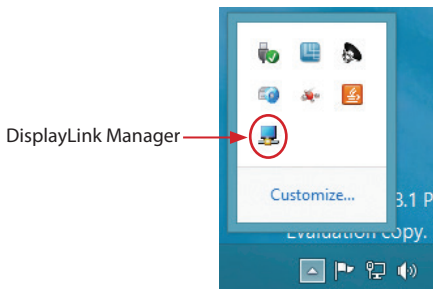 DisplayLink Manager
Customize...
3.1 P
Evaluation copy.